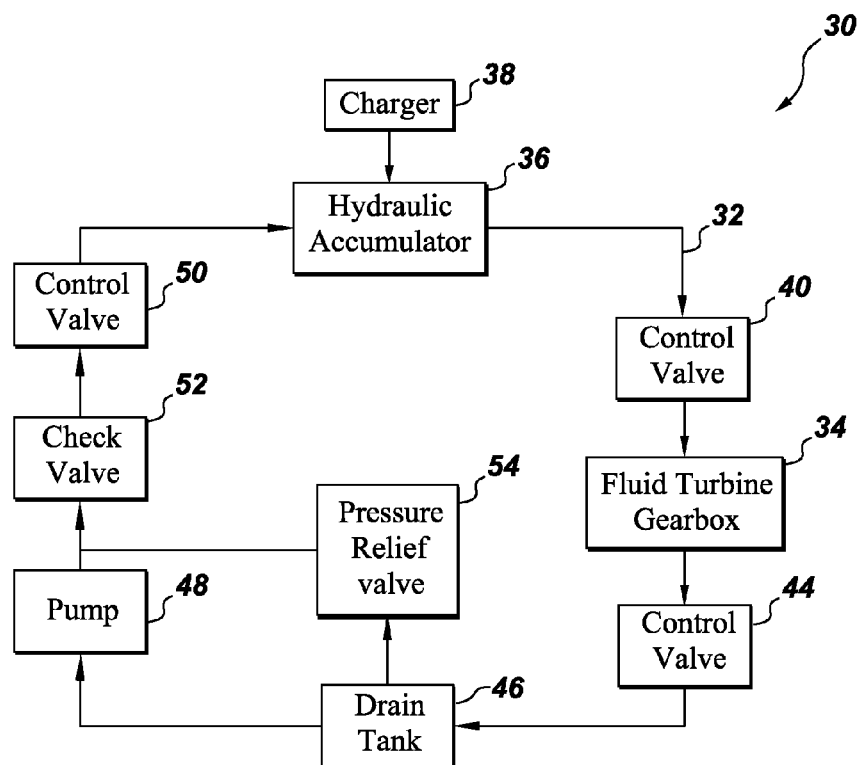 30
38
Charger
36
Hydraulic
Accumulator
32
50
Control
Valve
40
Control
Valve
52
Check
Valve
34
Fluid Turbine
Gearbox
54
Pressure
Relief
valve
48
Pump
44
Control
Valve
46
Drain
Tank